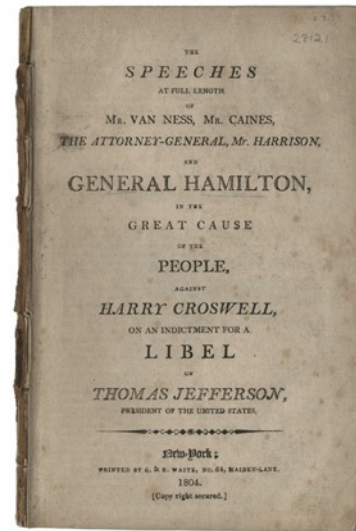 27121
THE
SPEECHES
AT FULL LENGTH
OF
MR. VAN NESS, MR. CAINES,
THE ATTORNEY-GENERAL, Mr. HARRISON,
AND
GENERAL HAMILTON,
IN THE
GREAT CAUSE
OF THE
PEOPLE,
AGAINST
HARRY CROSWELL,
ON AN INDICTMENT FOR A
LIBEL
ON
THOMAS JEFFERSON,
PRESIDENT OF THE UNITED STATES.
New-York:
PRINTED BY G. & R. WAITE, NO. 64, MAIDEN-LANE.
1804.
[Copy right secured.]